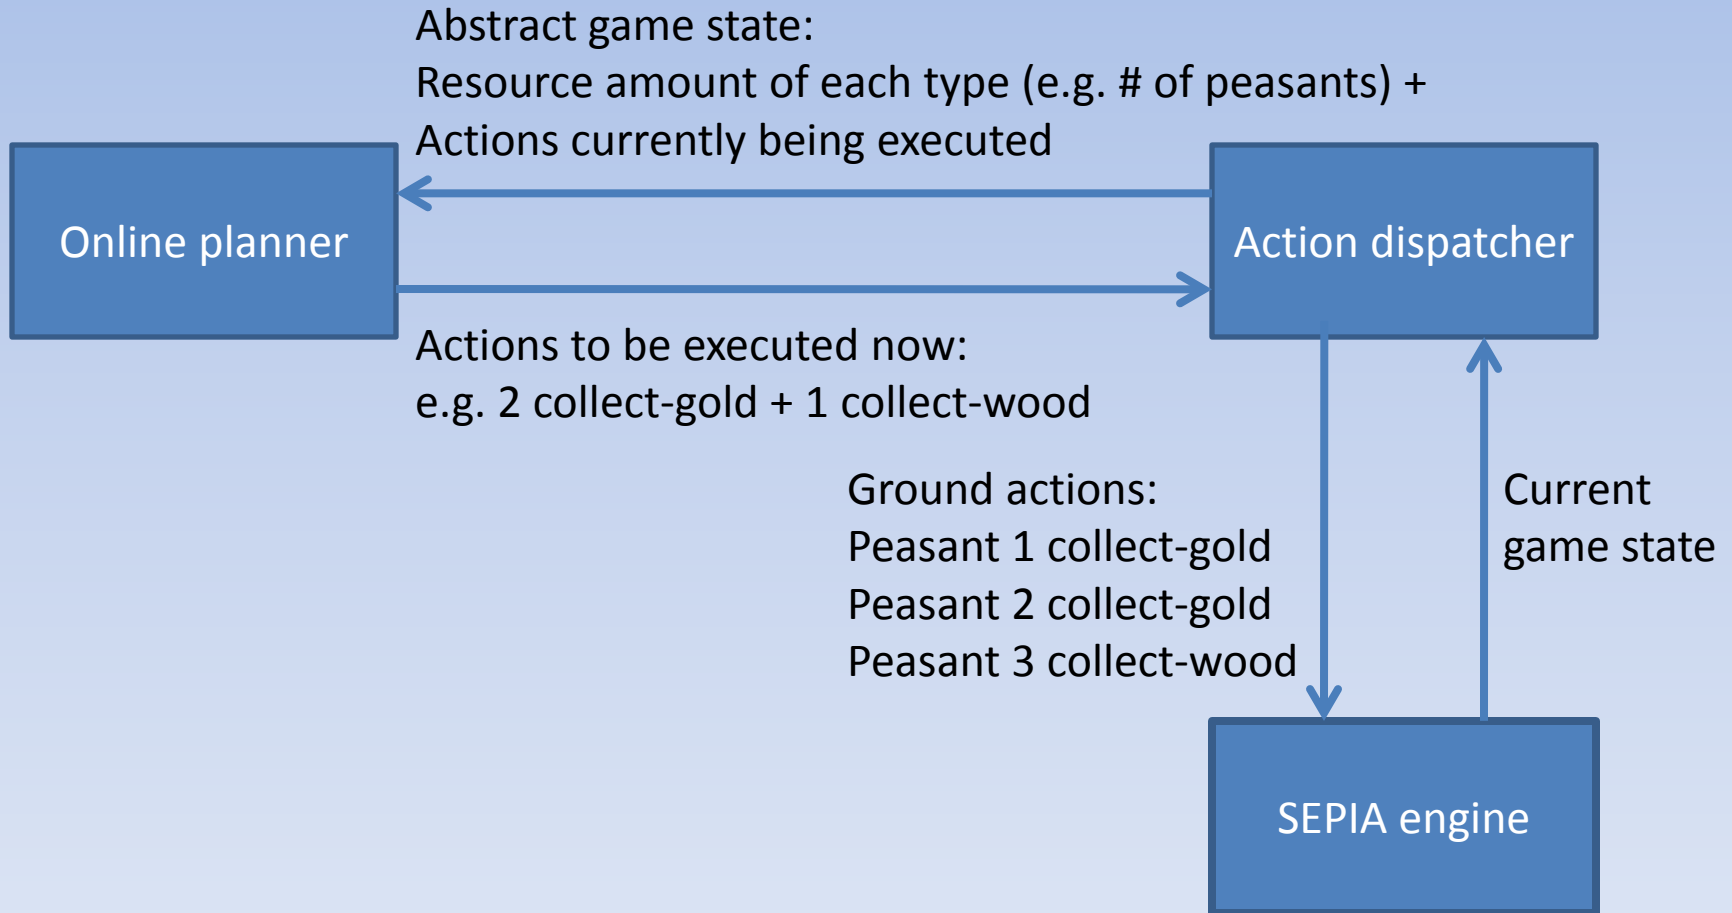 Abstract game state:
Resource amount of each type (e.g. # of peasants) +
Actions currently being executed
Online planner
Action dispatcher
Actions to be executed now:
e.g. 2 collect-gold + 1 collect-wood
Ground actions:
Peasant 1 collect-gold
Peasant 2 collect-gold
Peasant 3 collect-wood
Current
game state
SEPIA engine